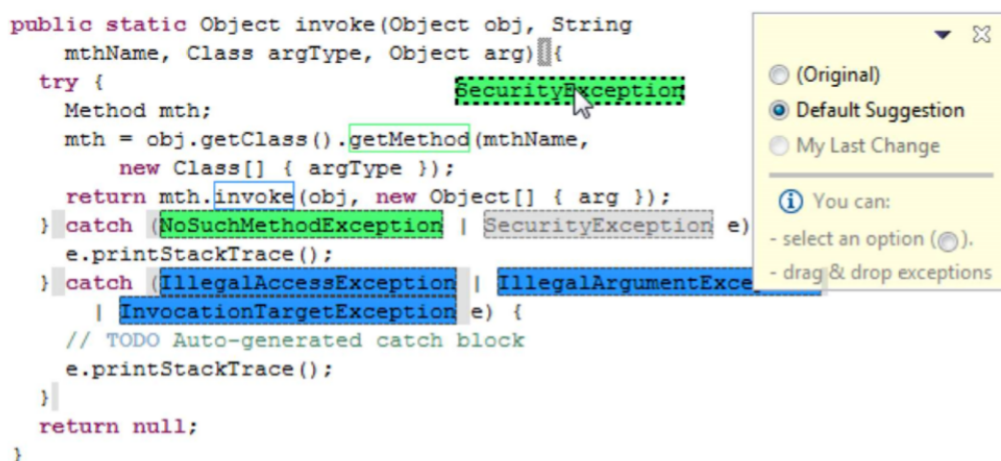 public static Object invoke(Object obj, String
mthName, Class argType, Object arg) {
try {
SecurityException
Method mth;
mth = obj.getClass().getMethod(mthName,
new Class[] { argType });
return mth.invoke(obj, new Object[] { arg });
} catch (NoSuchMethodException | SecurityException e)
e.printStackTrace();
} catch (IllegalAccessException | IllegalArgumentExce
| InvocationTargetException e) {
// TODO Auto-generated catch block
e.printStackTrace();
}
return null;
}
(Original)
Default Suggestion
My Last Change
You can:
- select an option ( ).
- drag & drop exceptions